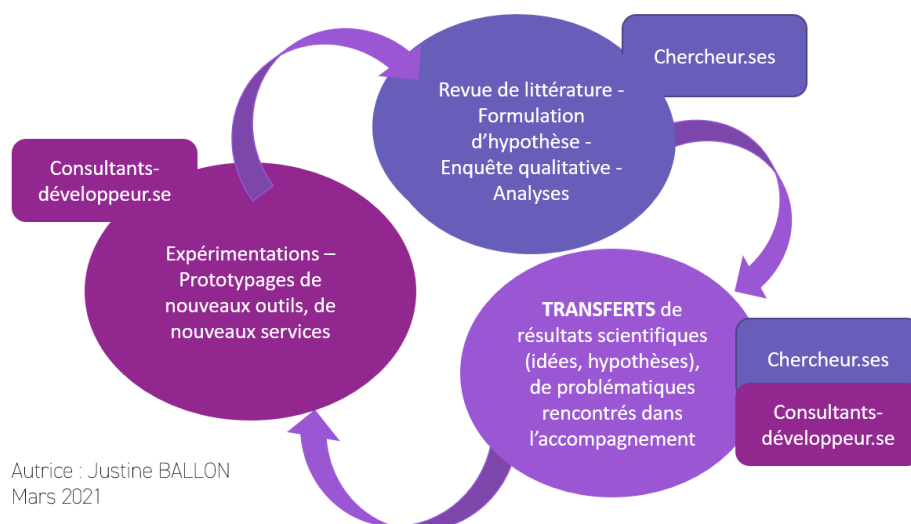 Chercheur.ses
Revue de littérature -
Formulation
d'hypothèse -
Enquête qualitative -
Analyses
Consultants-
développeur.se
Expérimentations –
Prototypages de
nouveaux outils, de
nouveaux services
TRANSFERTS de
résultats scientifiques
(idées, hypothèses),
de problématiques
rencontrés dans
l'accompagnement
Chercheur.ses
Consultants-
développeur.se
Autrice : Justine BALLON
Mars 2021